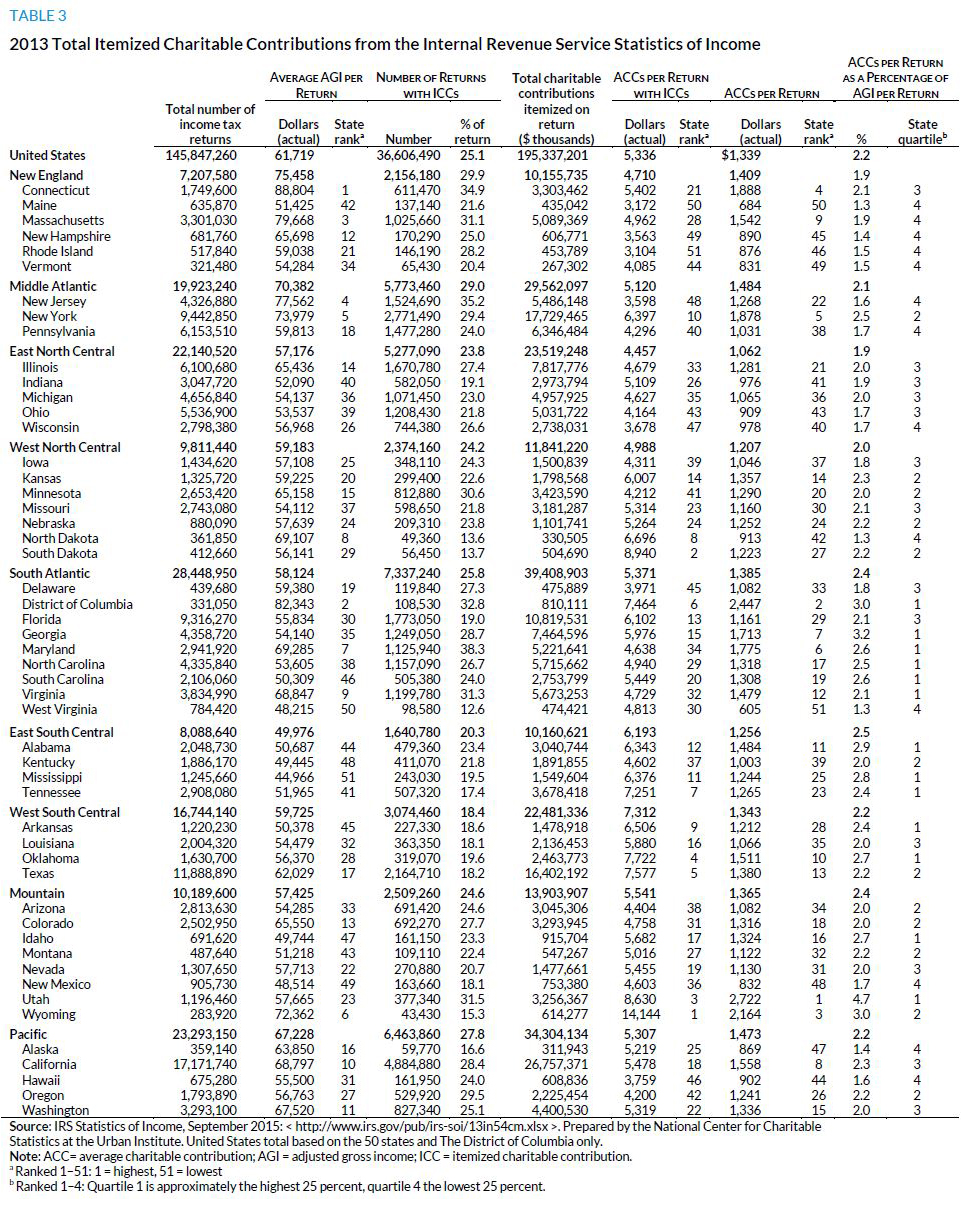 TABLE 3
2013 Total Itemized Charitable Contributions from the Internal Revenue Service Statistics of Income
Total number of income tax returns | AVERAGE AGI PER RETURN Dollars (actual) | State rankᵃ | NUMBER OF RETURNS WITH ICCs Number | % of return | Total charitable contributions itemized on return ($ thousands) | ACCs PER RETURN WITH ICCs Dollars (actual) | State rankᵃ | ACCs PER RETURN Dollars (actual) | State rankᵃ | ACCs PER RETURN AS A PERCENTAGE OF AGI PER RETURN % | State quartileᵇ
United States 145,847,260 61,719 36,606,490 25.1 195,337,201 5,336 $1,339 2.2
New England 7,207,580 75,458 2,156,180 29.9 10,155,735 4,710 1,409 1.9
Connecticut 1,749,600 88,804 1 611,470 34.9 3,303,462 5,402 21 1,888 4 2.1 3
Maine 635,870 51,425 42 137,140 21.6 435,042 3,172 50 684 50 1.3 4
Massachusetts 3,301,030 79,668 3 1,025,660 31.1 5,089,369 4,962 28 1,542 9 1.9 4
New Hampshire 681,760 65,698 12 170,290 25.0 606,771 3,563 49 890 45 1.4 4
Rhode Island 517,840 59,038 21 146,190 28.2 453,789 3,104 51 876 46 1.5 4
Vermont 321,480 54,284 34 65,430 20.4 267,302 4,085 44 831 49 1.5 4
Middle Atlantic 19,923,240 70,382 5,773,460 29.0 29,562,097 5,120 1,484 2.1
New Jersey 4,326,880 77,562 4 1,524,690 35.2 5,486,148 3,598 48 1,268 22 1.6 4
New York 9,442,850 73,979 5 2,771,490 29.4 17,729,465 6,397 10 1,878 5 2.5 2
Pennsylvania 6,153,510 59,813 18 1,477,280 24.0 6,346,484 4,296 40 1,031 38 1.7 4
East North Central 22,140,520 57,176 5,277,090 23.8 23,519,248 4,457 1,062 1.9
Illinois 6,100,680 65,436 14 1,670,780 27.4 7,817,776 4,679 33 1,281 21 2.0 3
Indiana 3,047,720 52,090 40 582,050 19.1 2,973,794 5,109 26 976 41 1.9 3
Michigan 4,656,840 54,137 36 1,071,450 23.0 4,957,925 4,627 35 1,065 36 2.0 3
Ohio 5,536,900 53,537 39 1,208,430 21.8 5,031,722 4,164 43 909 43 1.7 3
Wisconsin 2,798,380 56,968 26 744,380 26.6 2,738,031 3,678 47 978 40 1.7 4
West North Central 9,811,440 59,183 2,374,160 24.2 11,841,220 4,988 1,207 2.0
Iowa 1,434,620 57,108 25 348,110 24.3 1,500,839 4,311 39 1,046 37 1.8 3
Kansas 1,325,720 59,225 20 299,400 22.6 1,798,568 6,007 14 1,357 14 2.3 2
Minnesota 2,653,420 65,158 15 812,880 30.6 3,423,590 4,212 41 1,290 20 2.0 2
Missouri 2,743,080 54,112 37 598,650 21.8 3,181,287 5,314 23 1,160 30 2.1 3
Nebraska 880,090 57,639 24 209,310 23.8 1,101,741 5,264 24 1,252 24 2.2 2
North Dakota 361,850 69,107 8 49,360 13.6 330,505 6,696 8 913 42 1.3 4
South Dakota 412,660 56,141 29 56,450 13.7 504,690 8,940 2 1,223 27 2.2 2
South Atlantic 28,448,950 58,124 7,337,240 25.8 39,408,903 5,371 1,385 2.4
Delaware 439,680 59,380 19 119,840 27.3 475,889 3,971 45 1,082 33 1.8 3
District of Columbia 331,050 82,343 2 108,530 32.8 810,111 7,464 6 2,447 2 3.0 1
Florida 9,316,270 55,834 30 1,773,050 19.0 10,819,531 6,102 13 1,161 29 2.1 3
Georgia 4,358,720 54,140 35 1,249,050 28.7 7,464,596 5,976 15 1,713 7 3.2 1
Maryland 2,941,920 69,285 7 1,125,940 38.3 5,221,641 4,638 34 1,775 6 2.6 1
North Carolina 4,335,840 53,605 38 1,157,090 26.7 5,715,662 4,940 29 1,318 17 2.5 1
South Carolina 2,106,060 50,309 46 505,380 24.0 2,753,799 5,449 20 1,308 19 2.6 1
Virginia 3,834,990 68,847 9 1,199,780 31.3 5,673,253 4,729 32 1,479 12 2.1 1
West Virginia 784,420 48,215 50 98,580 12.6 474,421 4,813 30 605 51 1.3 4
East South Central 8,088,640 49,976 1,640,780 20.3 10,160,621 6,193 1,256 2.5
Alabama 2,048,730 50,687 44 479,360 23.4 3,040,744 6,343 12 1,484 11 2.9 1
Kentucky 1,886,170 49,445 48 411,070 21.8 1,891,855 4,602 37 1,003 39 2.0 2
Mississippi 1,245,660 44,966 51 243,030 19.5 1,549,604 6,376 11 1,244 25 2.8 1
Tennessee 2,908,080 51,965 41 507,320 17.4 3,678,418 7,251 7 1,265 23 2.4 1
West South Central 16,744,140 59,725 3,074,460 18.4 22,481,336 7,312 1,343 2.2
Arkansas 1,220,230 50,378 45 227,330 18.6 1,478,918 6,506 9 1,212 28 2.4 1
Louisiana 2,004,320 54,479 32 363,350 18.1 2,136,453 5,880 16 1,066 35 2.0 3
Oklahoma 1,630,700 56,370 28 319,070 19.6 2,463,773 7,722 4 1,511 10 2.7 1
Texas 11,888,890 62,029 17 2,164,710 18.2 16,402,192 7,577 5 1,380 13 2.2 2
Mountain 10,189,600 57,425 2,509,260 24.6 13,903,907 5,541 1,365 2.4
Arizona 2,813,630 54,285 33 691,420 24.6 3,045,306 4,404 38 1,082 34 2.0 2
Colorado 2,502,950 65,550 13 692,270 27.7 3,293,945 4,758 31 1,316 18 2.0 2
Idaho 691,620 49,744 47 161,150 23.3 915,704 5,682 17 1,324 16 2.7 1
Montana 487,640 51,218 43 109,110 22.4 547,267 5,016 27 1,122 32 2.2 2
Nevada 1,307,650 57,713 22 270,880 20.7 1,477,661 5,455 19 1,130 31 2.0 3
New Mexico 905,730 48,514 49 163,660 18.1 753,380 4,603 36 832 48 1.7 4
Utah 1,196,460 57,665 23 377,340 31.5 3,256,367 8,630 3 2,722 1 4.7 1
Wyoming 283,920 72,362 6 43,430 15.3 614,277 14,144 1 2,164 3 3.0 2
Pacific 23,293,150 67,228 6,463,860 27.8 34,304,134 5,307 1,473 2.2
Alaska 359,140 63,850 16 59,770 16.6 311,943 5,219 25 869 47 1.4 4
California 17,171,740 68,797 10 4,884,880 28.4 26,757,371 5,478 18 1,558 8 2.3 3
Hawaii 675,280 55,500 31 161,950 24.0 608,836 3,759 46 902 44 1.6 4
Oregon 1,793,890 56,763 27 529,920 29.5 2,225,454 4,200 42 1,241 26 2.2 2
Washington 3,293,100 67,520 11 827,340 25.1 4,400,530 5,319 22 1,336 15 2.0 3
Source: IRS Statistics of Income, September 2015: < http://www.irs.gov/pub/irs-soi/13in54cm.xlsx >. Prepared by the National Center for Charitable
Statistics at the Urban Institute. United States total based on the 50 states and The District of Columbia only.
Note: ACC= average charitable contribution; AGI = adjusted gross income; ICC = itemized charitable contribution.
ᵃ Ranked 1–51: 1 = highest, 51 = lowest
ᵇ Ranked 1–4: Quartile 1 is approximately the highest 25 percent, quartile 4 the lowest 25 percent.